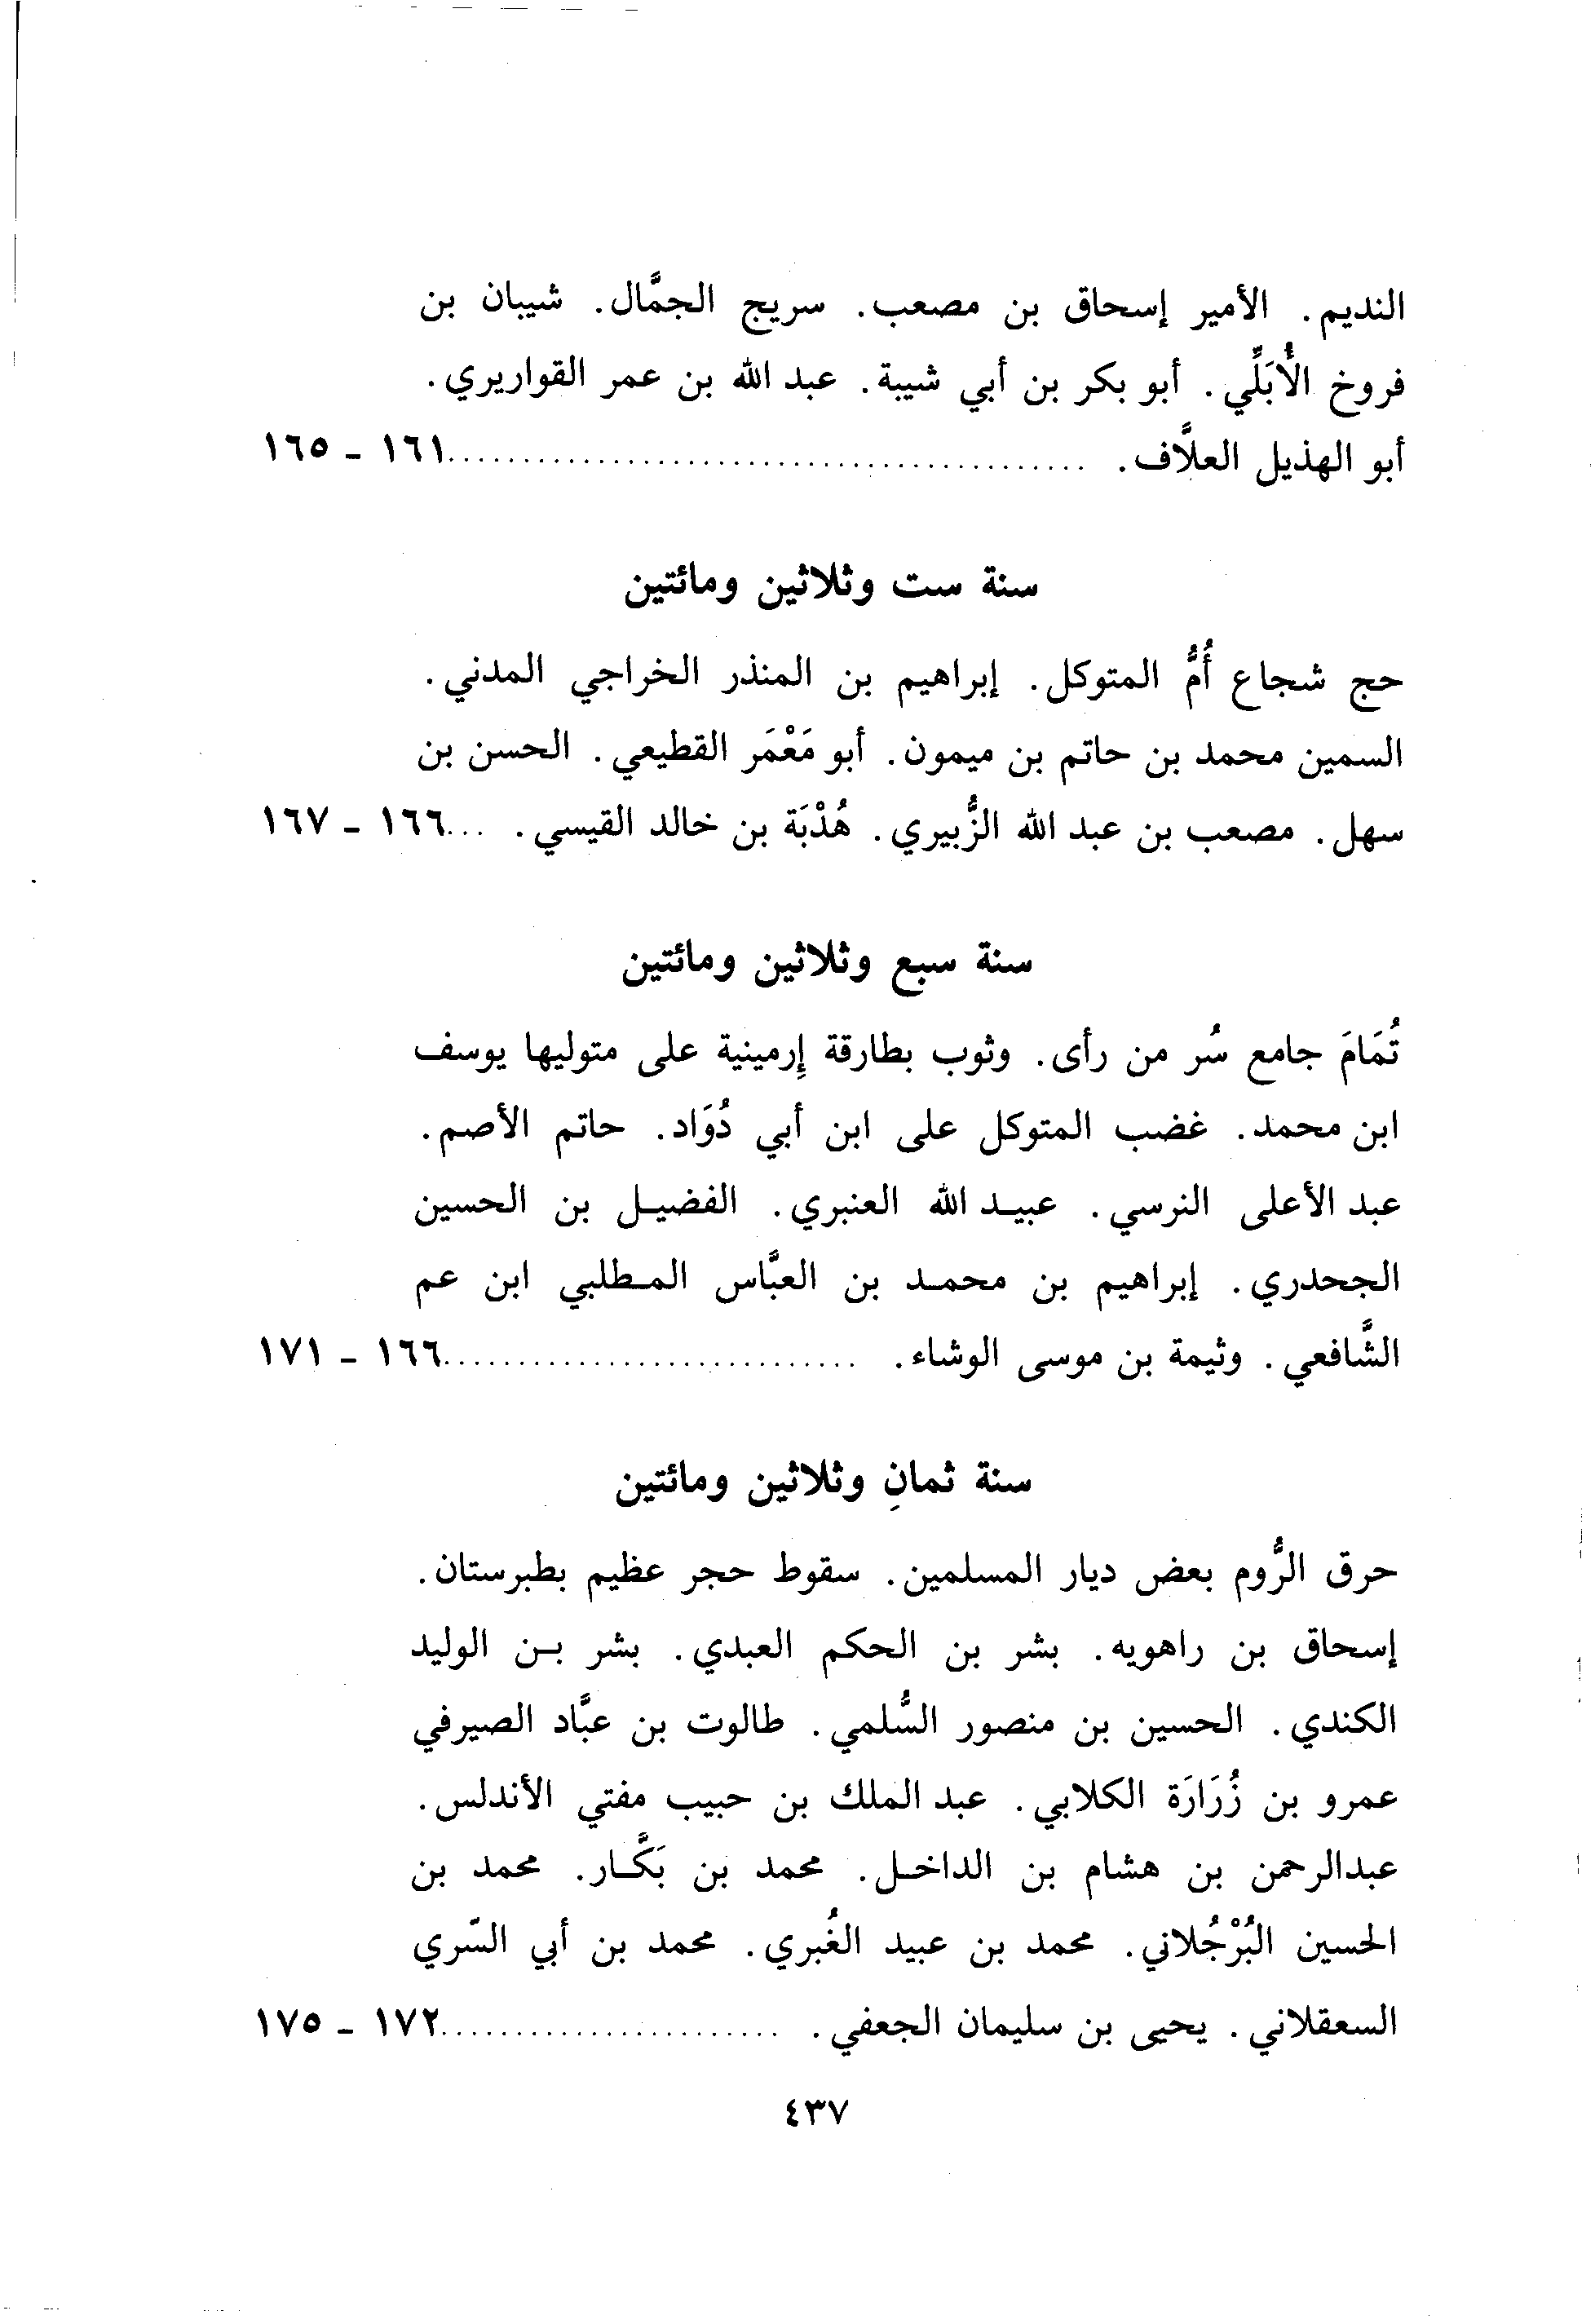 النديم. الأمير إسحاق بن مصعب. سريج الجمَّال. شيبان بن
فروخ الأُبَلِّي. أبو بكر بن أبي شيبة. عبد الله بن عمر القواريري.
أبو الهذيل العلاَّف. ........................................... ١٦١ - ١٦٥
سنة ست وثلاثين ومائتين
حج شجاع أُمُّ المتوكل. إبراهيم بن المنذر الخراجي المدني.
السمين محمد بن حاتم بن ميمون. أبو مَعْمَر القطيعي. الحسن بن
سهل. مصعب بن عبد الله الزُّبيري. هُدْبَة بن خالد القيسي. ... ١٦٦ - ١٦٧
سنة سبع وثلاثين ومائتين
تُمَامَ جامع سُر من رأى. وثوب بطارقة إِرمينية على متوليها يوسف
ابن محمد. غضب المتوكل على ابن أبي دُوَاد. حاتم الأصم.
عبد الأعلى النرسي. عبيد الله العنبري. الفضيل بن الحسين
الجحدري. إبراهيم بن محمد بن العبَّاس المطلبي ابن عم
الشَّافعي. وثيمة بن موسى الوشاء. ............................ ١٦٦ - ١٧١
سنة ثمانِ وثلاثين ومائتين
حرق الرُّوم بعض ديار المسلمين. سقوط حجر عظيم بطبرستان.
إسحاق بن راهويه. بشر بن الحكم العبدي. بشر بن الوليد
الكندي. الحسين بن منصور السُّلمي. طالوت بن عبَّاد الصيرفي
عمرو بن زُرَارَة الكلابي. عبد الملك بن حبيب مفتي الأندلس.
عبدالرحمن بن هشام بن الداخل. محمد بن بَكَّار. محمد بن
الحسين البُرْجُلاني. محمد بن عبيد الغُبري. محمد بن أبي السّري
السعقلاني. يحيى بن سليمان الجعفي. ....................... ١٧٢ - ١٧٥
٤٣٧